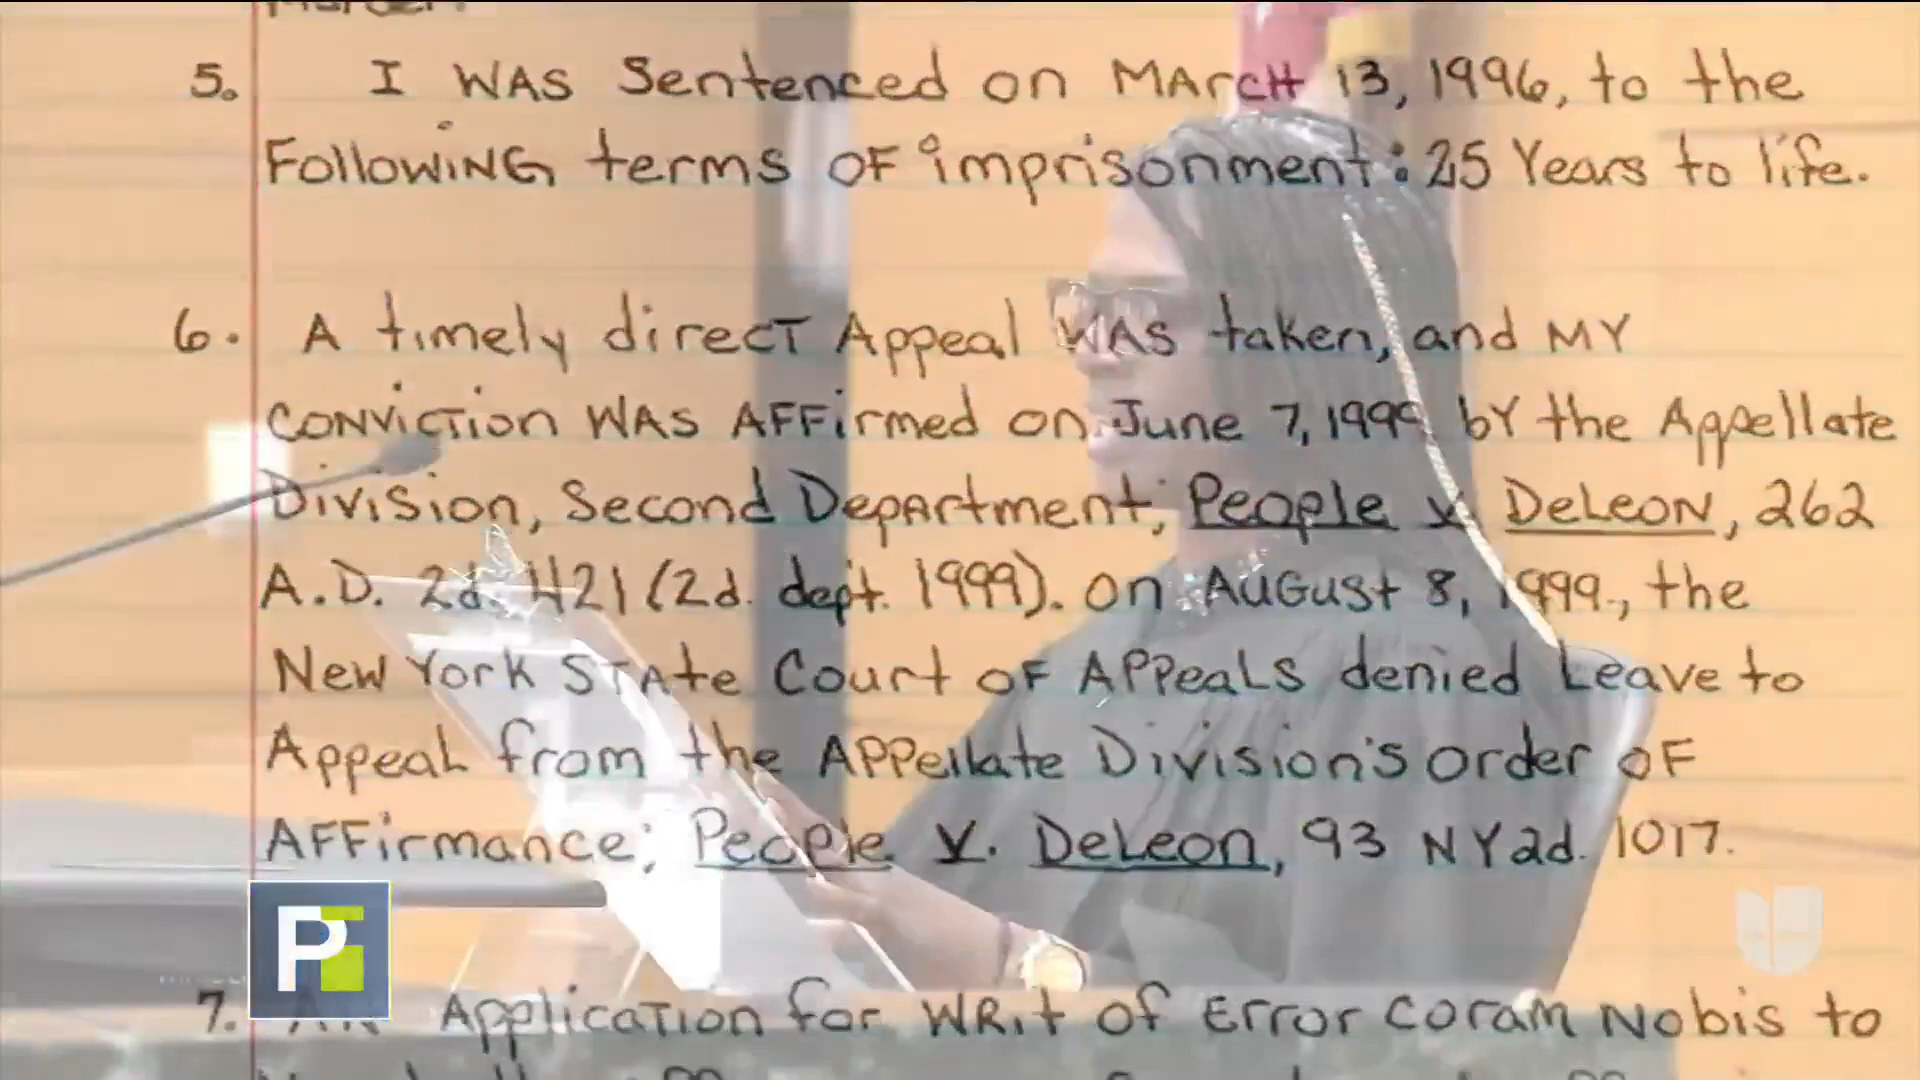 Murder.
5. I WAS Sentenced on MArcH 13, 1996, to the
FollowiNG terms OF imprisonment: 25 Years to life.
6. A timely direcT Appeal WAS taken, and MY
CONVicTion WAS AFFirmed on June 7, 1999 bY the Appellate
Division, Second DepArtment; People v. DeLeoN, 262
A.D. 2d. 421 (2d. dep't. 1999). on AuGust 8, 1999., the
New York STAte Court oF APPeaLS denied Leave to
AppeaL from the APPellate Division's order oF
AFFirmance; People v. DeLeon, 93 NY2d. 1017.
7. AN ApplicaTion for WRit of Error coram Nobis to
PF